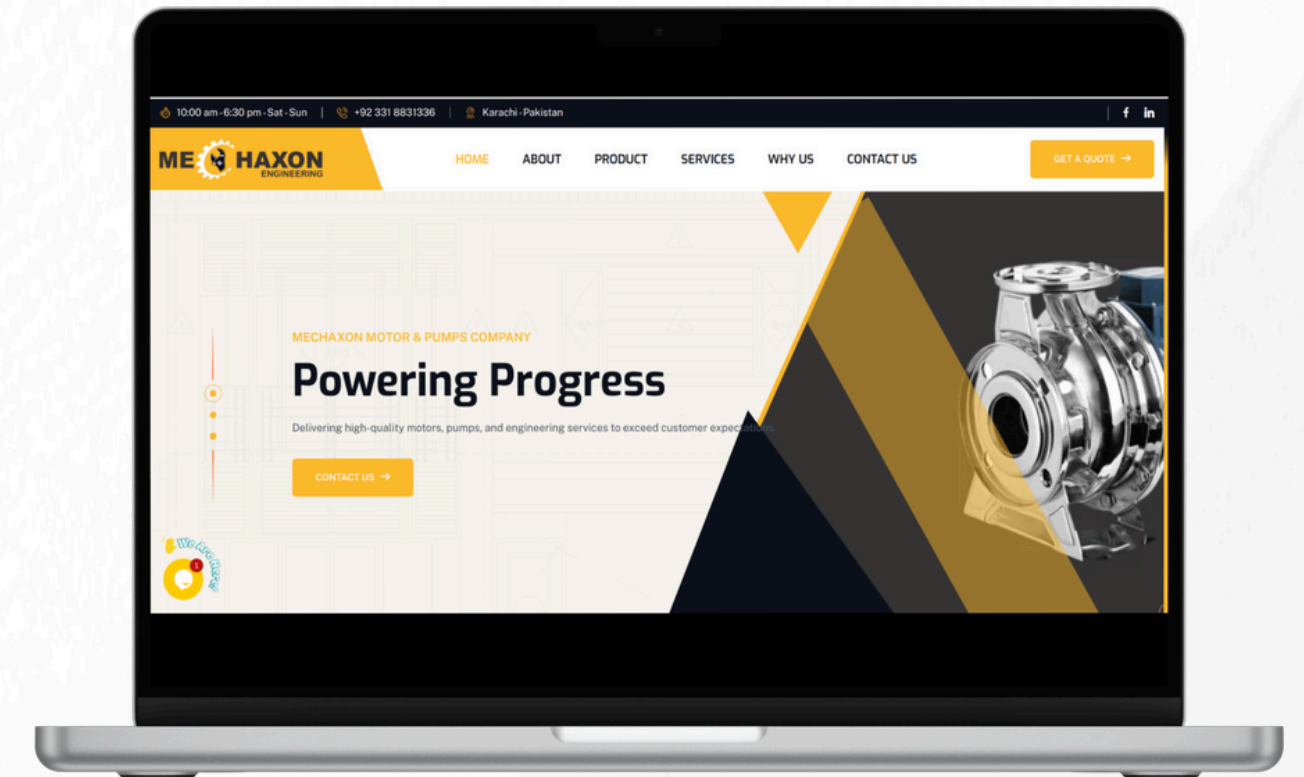 10:00 am - 6:30 pm - Sat - Sun | +92 331 8831336 | Karachi - Pakistan | f in
MECHAXON
ENGINEERING
HOME ABOUT PRODUCT SERVICES WHY US CONTACT US GET A QUOTE →
MECHAXON MOTOR & PUMPS COMPANY
Powering Progress
Delivering high-quality motors, pumps, and engineering services to exceed customer expectations.
CONTACT US →
We Are Here!
1